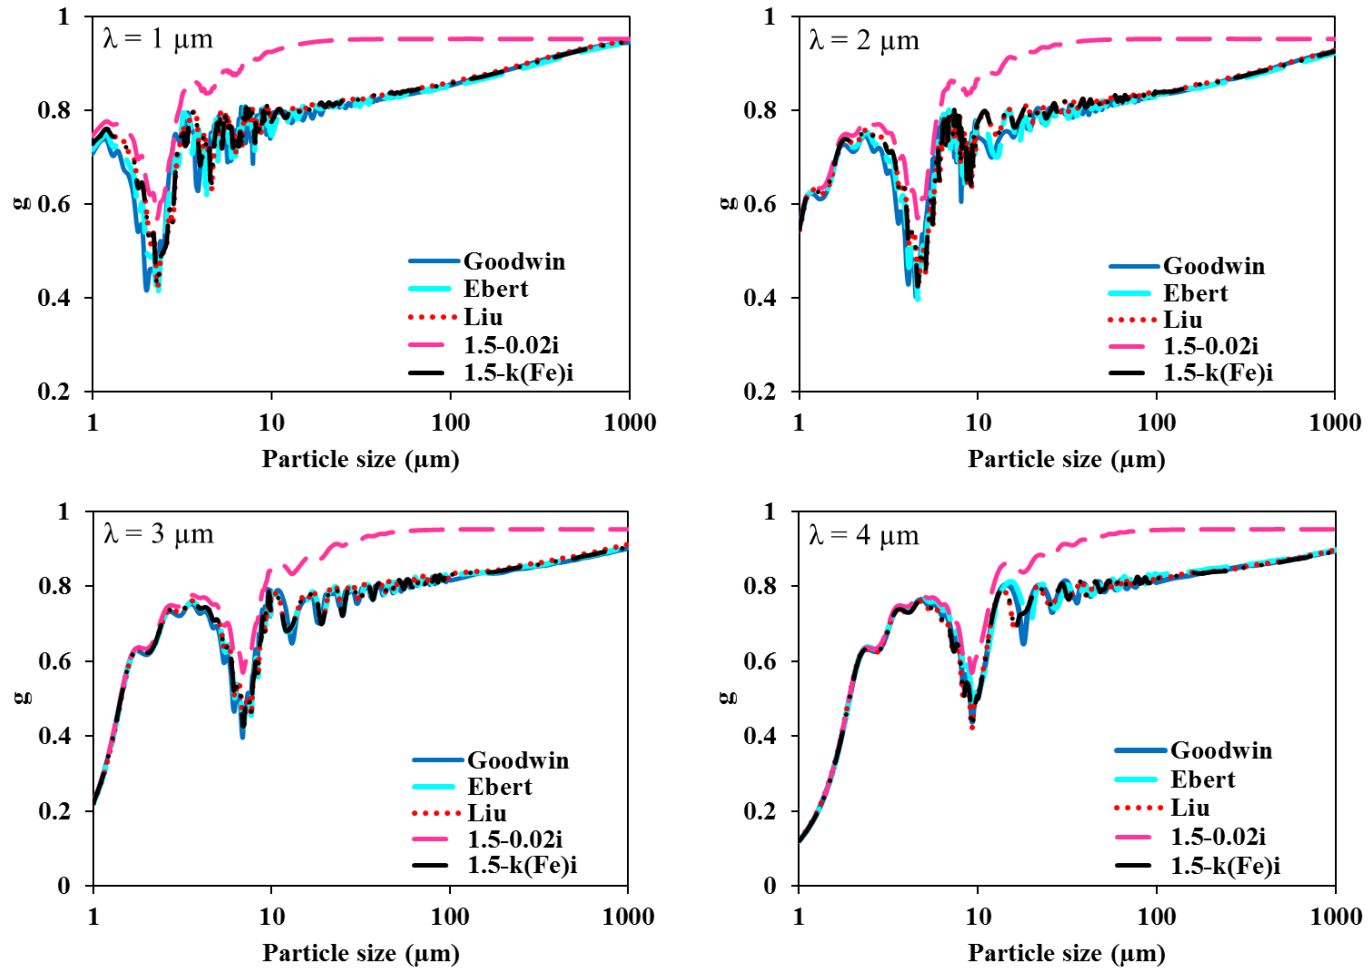 λ = 1 µm
1
0.8
0.6
0.4
0.2
g
Goodwin
Ebert
Liu
1.5-0.02i
1.5-k(Fe)i
1 10 100 1000
Particle size (µm)
λ = 2 µm
1
0.8
0.6
0.4
0.2
g
Goodwin
Ebert
Liu
1.5-0.02i
1.5-k(Fe)i
1 10 100 1000
Particle size (µm)
λ = 3 µm
1
0.8
0.6
0.4
0.2
0
g
Goodwin
Ebert
Liu
1.5-0.02i
1.5-k(Fe)i
1 10 100 1000
Particle size (µm)
λ = 4 µm
1
0.8
0.6
0.4
0.2
0
g
Goodwin
Ebert
Liu
1.5-0.02i
1.5-k(Fe)i
1 10 100 1000
Particle size (µm)